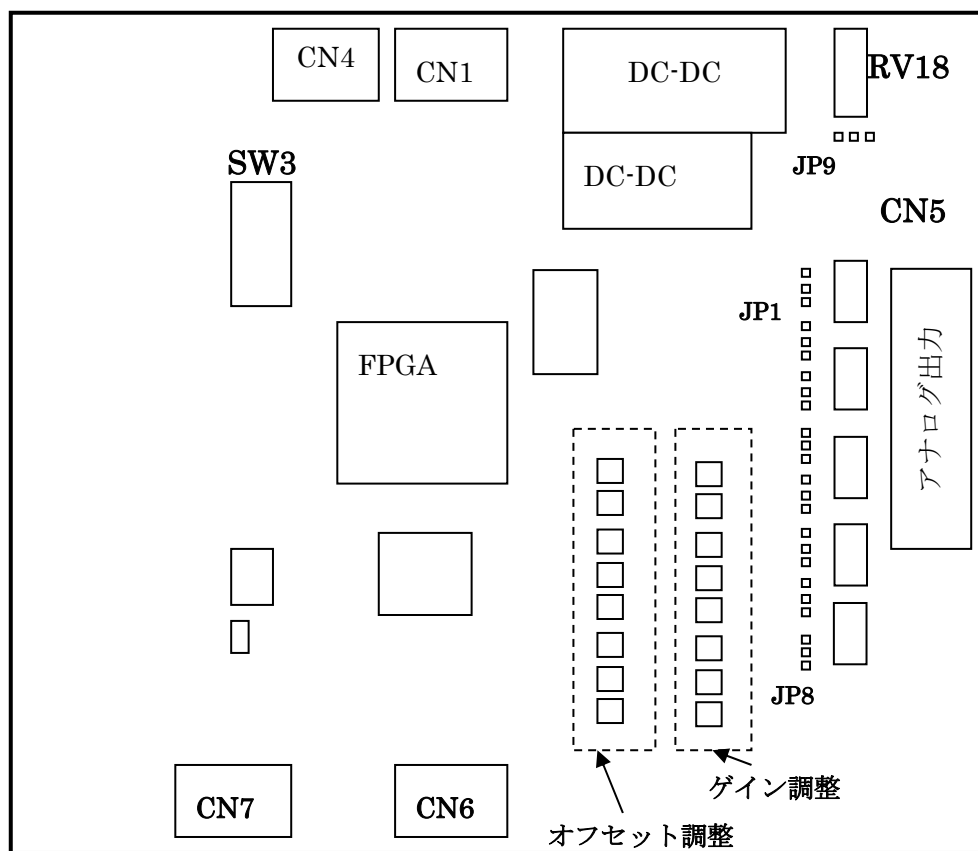 CN4
CN1
DC-DC
RV18
SW3
DC-DC
JP9
CN5
JP1
FPGA
アナログ出力
JP8
ゲイン調整
CN7
CN6
オフセット調整